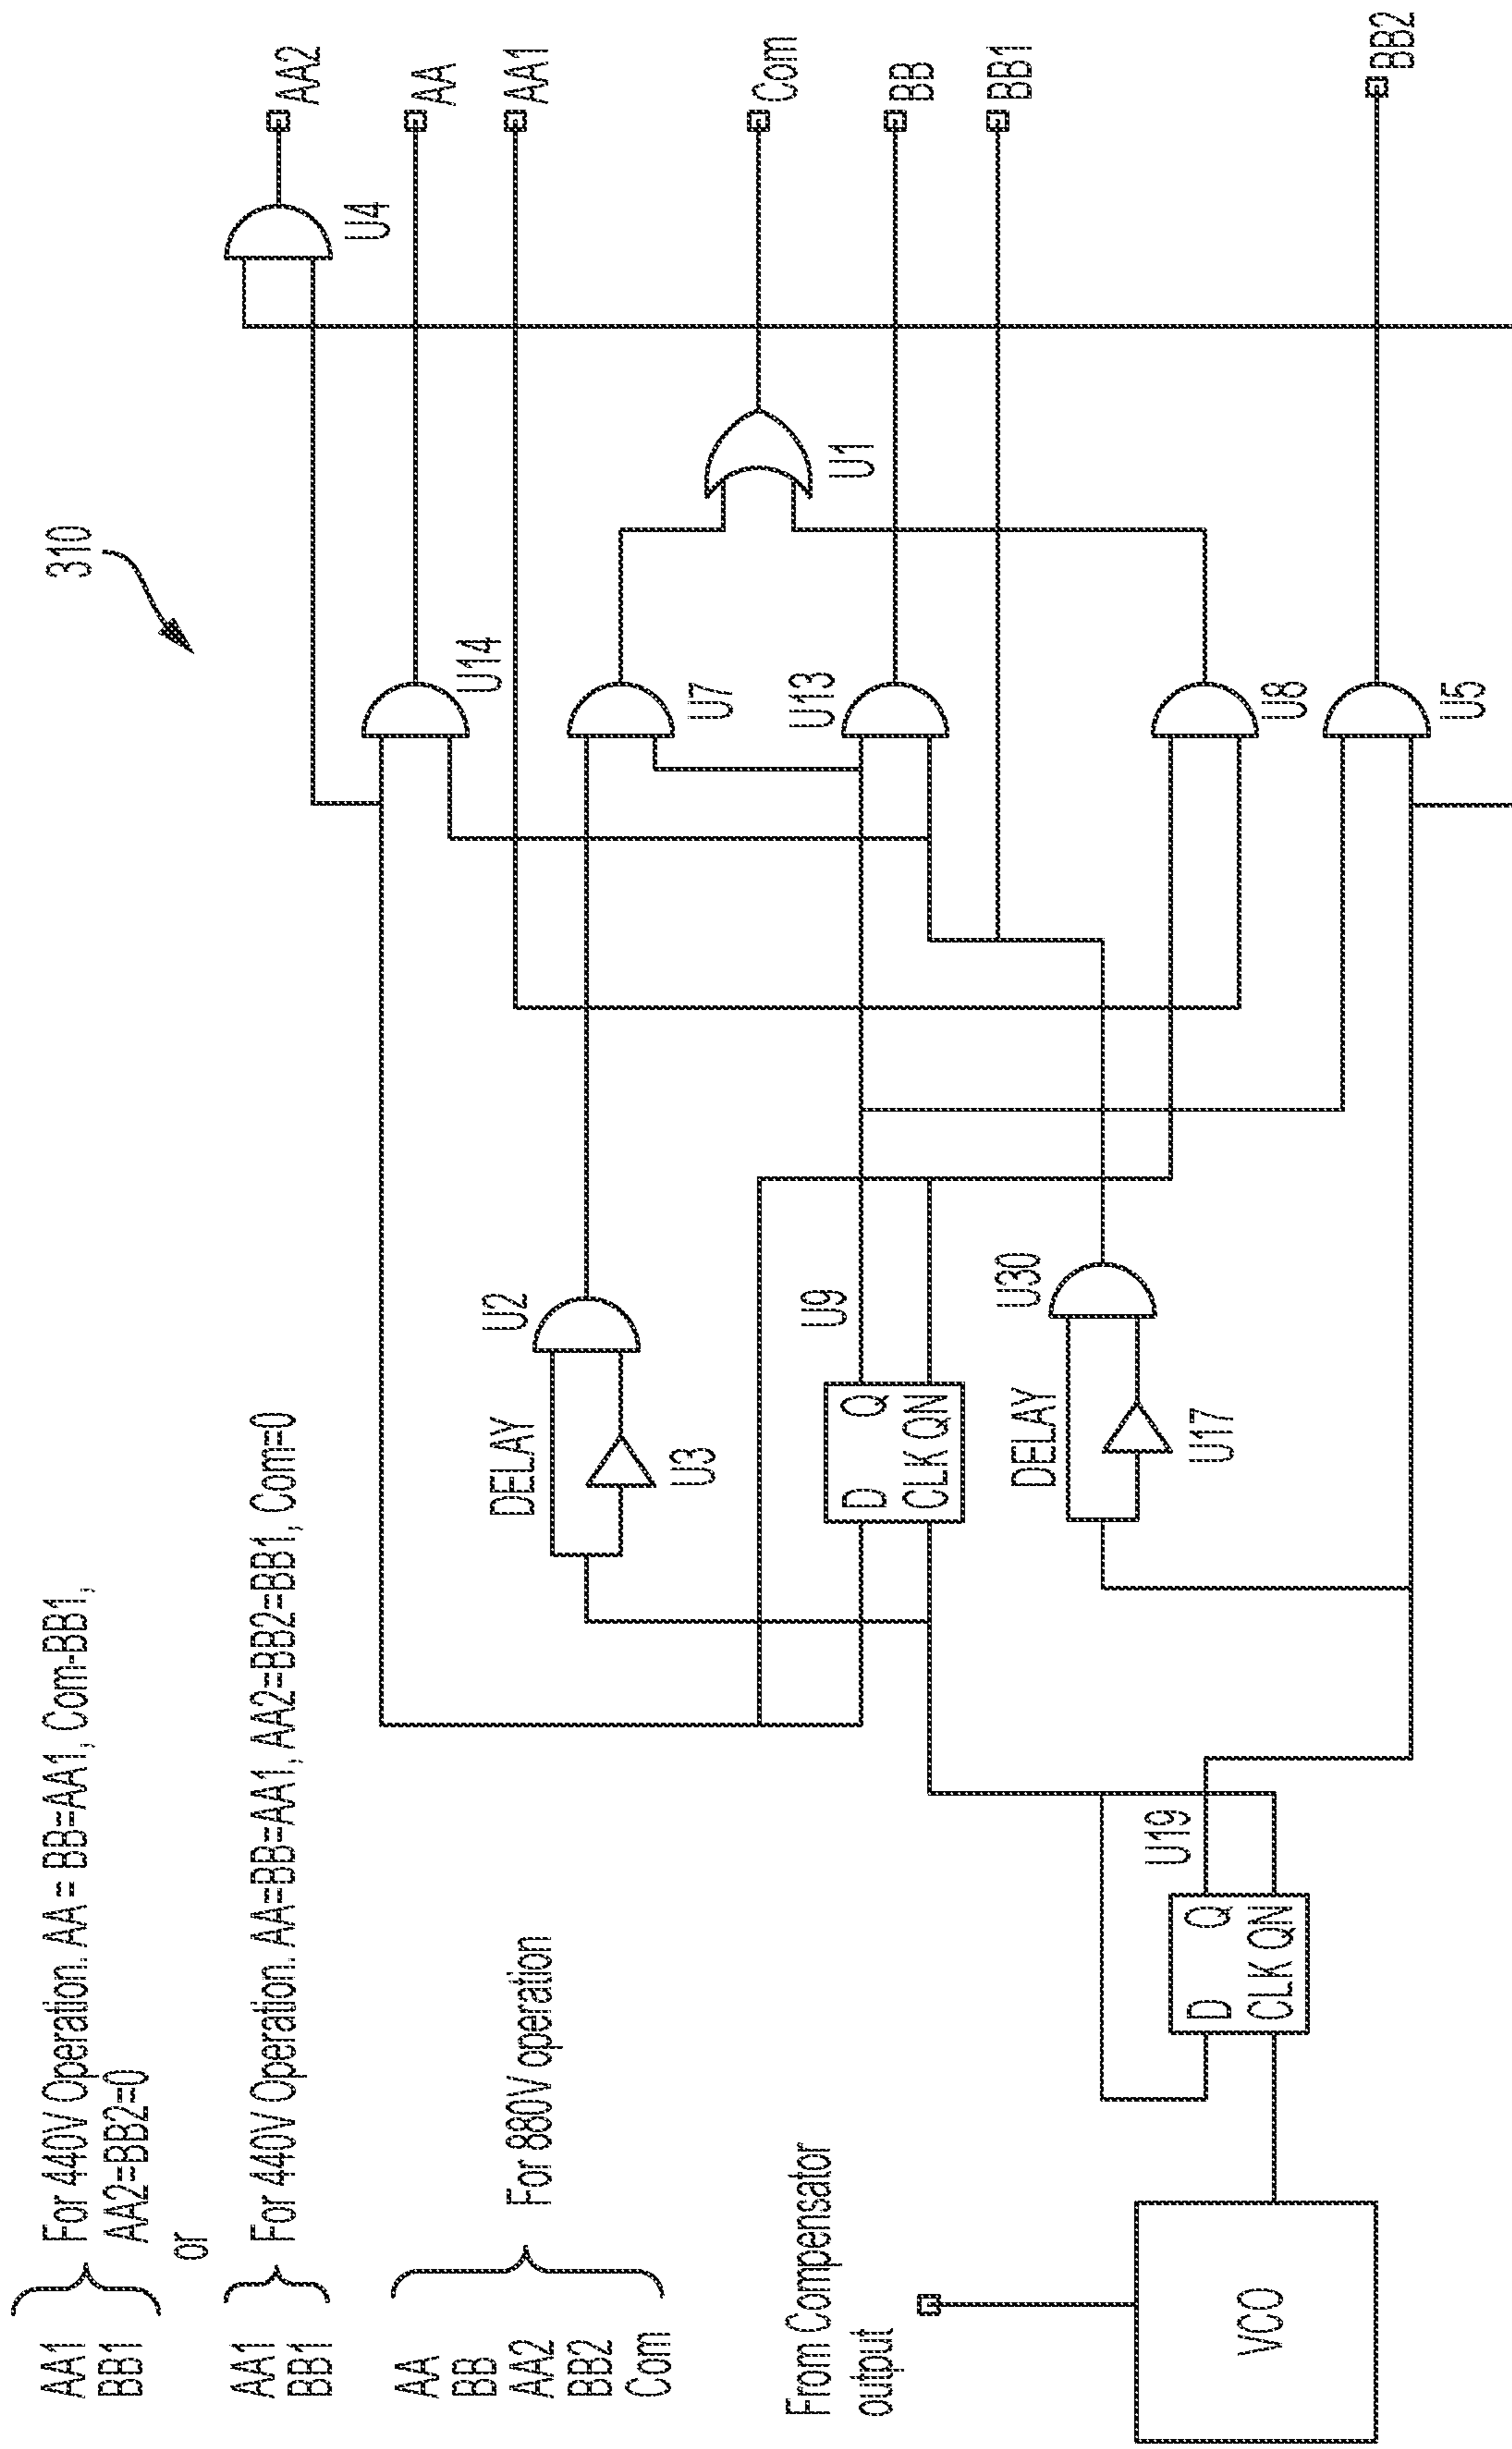 310
AA1
BB1
For 440V Operation. AA = BB=AA1, Com-BB1,
AA2=BB2=0
or
AA1
BB1
For 440V Operation. AA=BB=AA1, AA2=BB2=BB1, Com=0
AA
BB
AA2
BB2
Com
For 880V operation
From Compensator
output
VCO
D Q
CLK QN
U19
DELAY
U3
U2
D Q
CLK QN
U9
DELAY
U17
U30
U14
U7
U13
U8
U5
U1
U4
AA2
AA
AA1
Com
BB
BB1
BB2